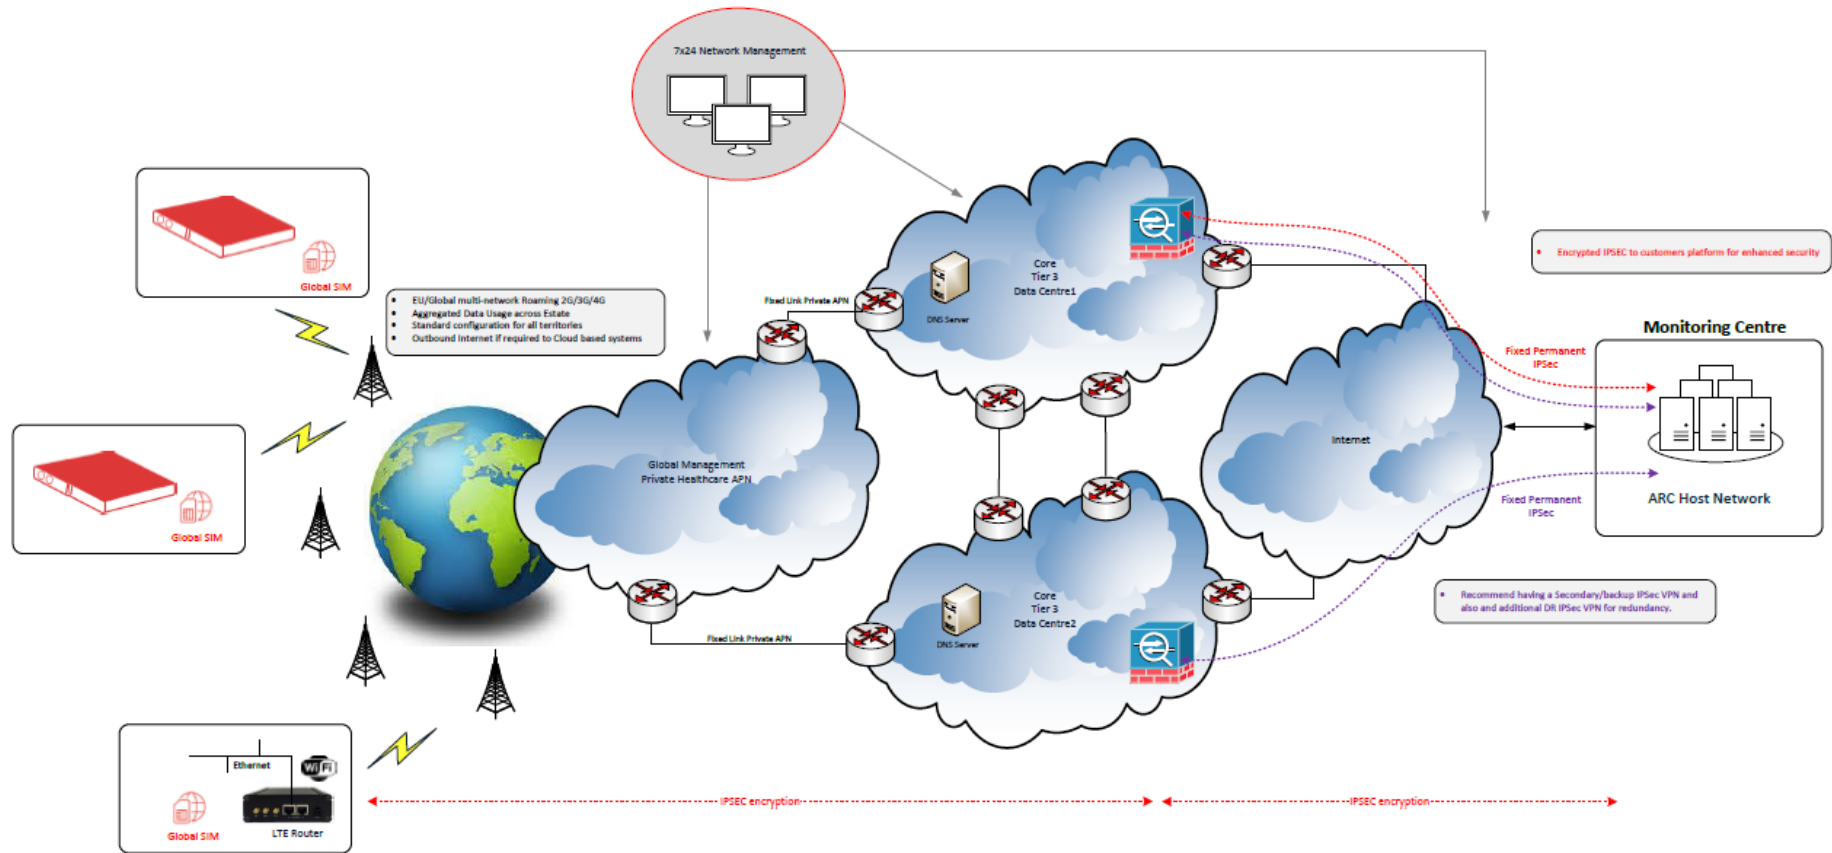 7x24 Network Management
Global SIM
• EU/Global multi-network Roaming 2G/3G/4G
• Aggregated Data Usage across Estate
• Standard configuration for all territories
• Outbound Internet if required to Cloud based systems
Global SIM
Ethernet
WiFi
Global SIM
LTE Router
Global Management
Private Healthcare APN
Fixed Link Private APN
Fixed Link Private APN
DNS Server
Core
Tier 3
Data Centre1
DNS Server
Core
Tier 3
Data Centre2
Internet
• Encrypted IPSEC to customers platform for enhanced security
Monitoring Centre
Fixed Permanent
IPSec
Fixed Permanent
IPSec
ARC Host Network
• Recommend having a Secondary/backup IPSec VPN and
also and additional DR IPSec VPN for redundancy.
IPSEC encryption
IPSEC encryption